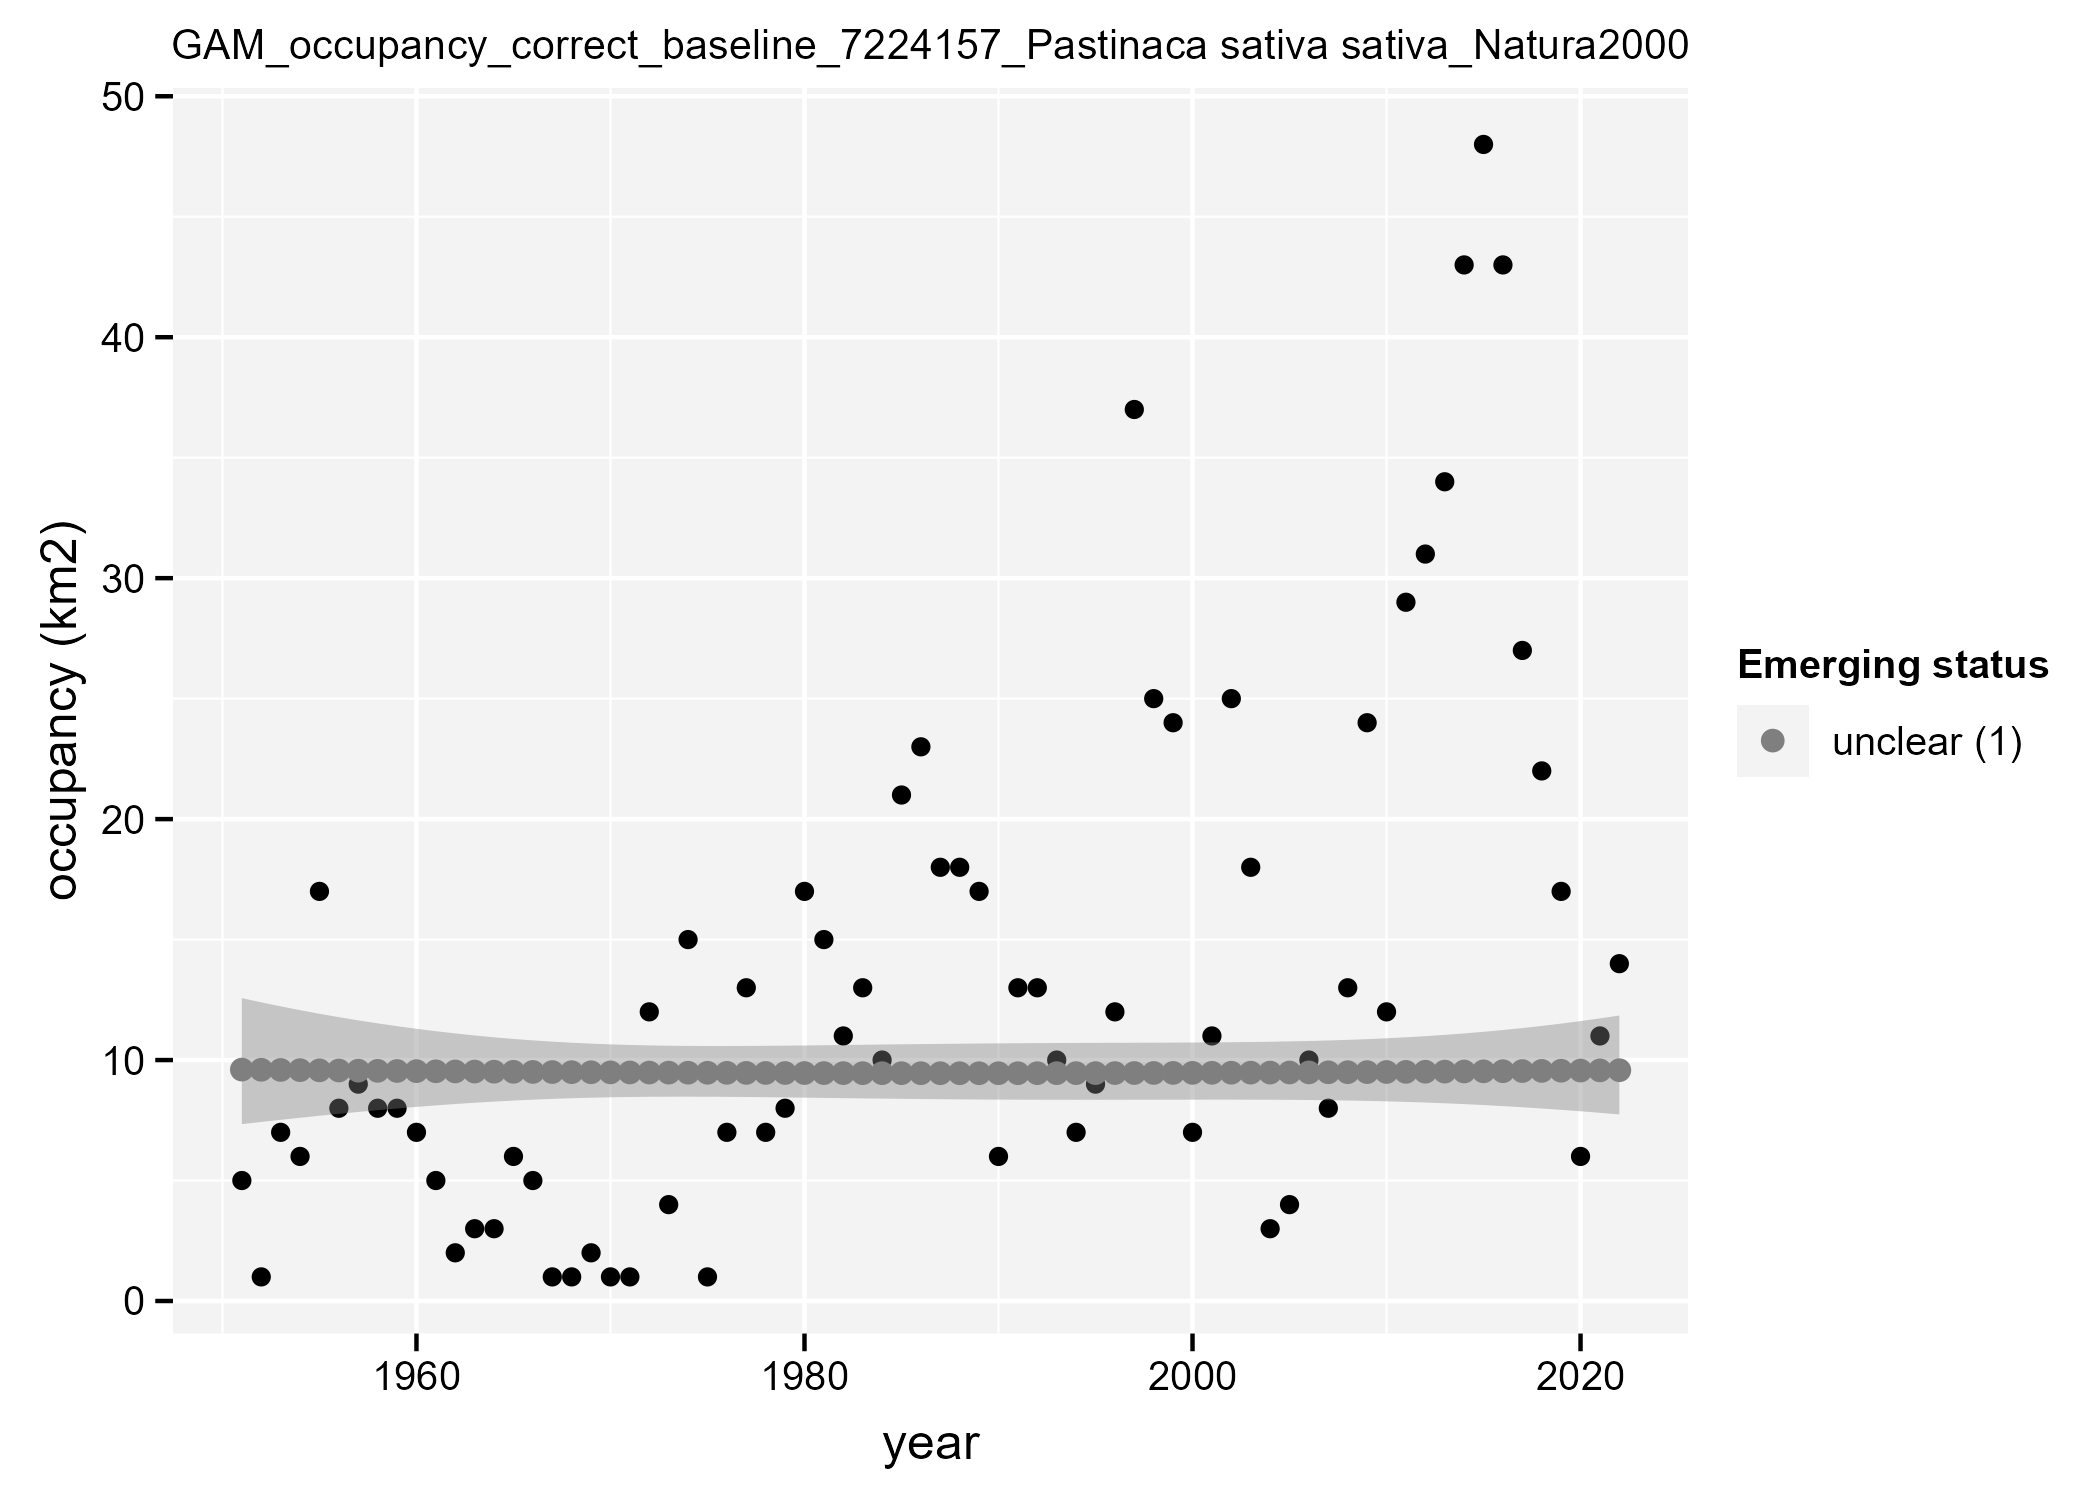 GAM_occupancy_correct_baseline_7224157_Pastinaca sativa sativa_Natura2000
50
40
30
20
10
0
occupancy (km2)
1960 1980 2000 2020
year
Emerging status
unclear (1)